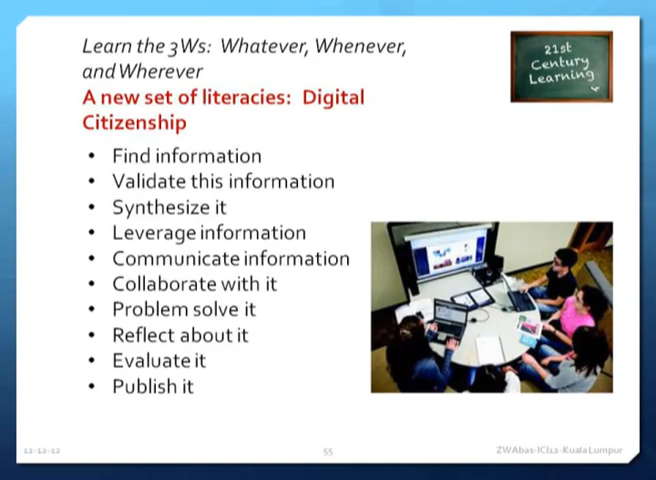 Learn the 3Ws: Whatever, Whenever,
and Wherever
A new set of literacies: Digital
Citizenship
21st
Century
Learning
• Find information
• Validate this information
• Synthesize it
• Leverage information
• Communicate information
• Collaborate with it
• Problem solve it
• Reflect about it
• Evaluate it
• Publish it
12-12-12
55
ZWAbas-ICI12-Kuala Lumpur